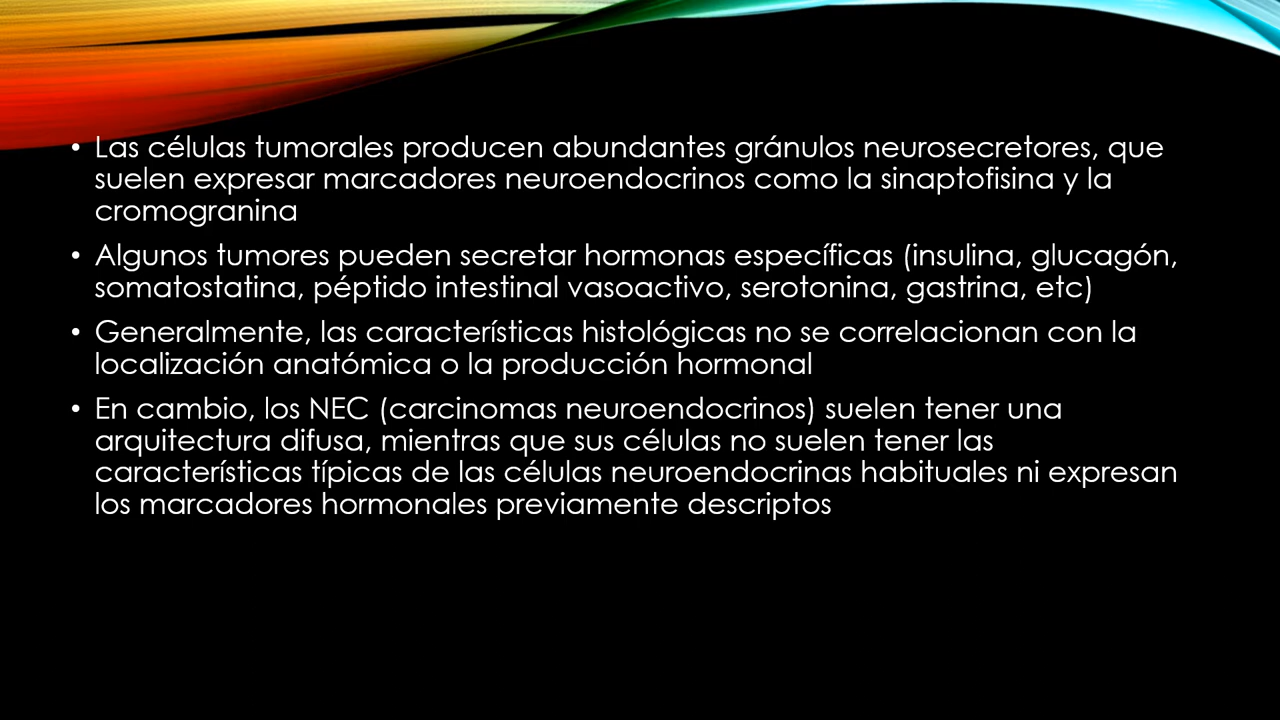 • Las células tumorales producen abundantes gránulos neurosecretores, que
suelen expresar marcadores neuroendocrinos como la sinaptofisina y la
cromogranina
• Algunos tumores pueden secretar hormonas específicas (insulina, glucagón,
somatostatina, péptido intestinal vasoactivo, serotonina, gastrina, etc)
• Generalmente, las características histológicas no se correlacionan con la
localización anatómica o la producción hormonal
• En cambio, los NEC (carcinomas neuroendocrinos) suelen tener una
arquitectura difusa, mientras que sus células no suelen tener las
características típicas de las células neuroendocrinas habituales ni expresan
los marcadores hormonales previamente descriptos